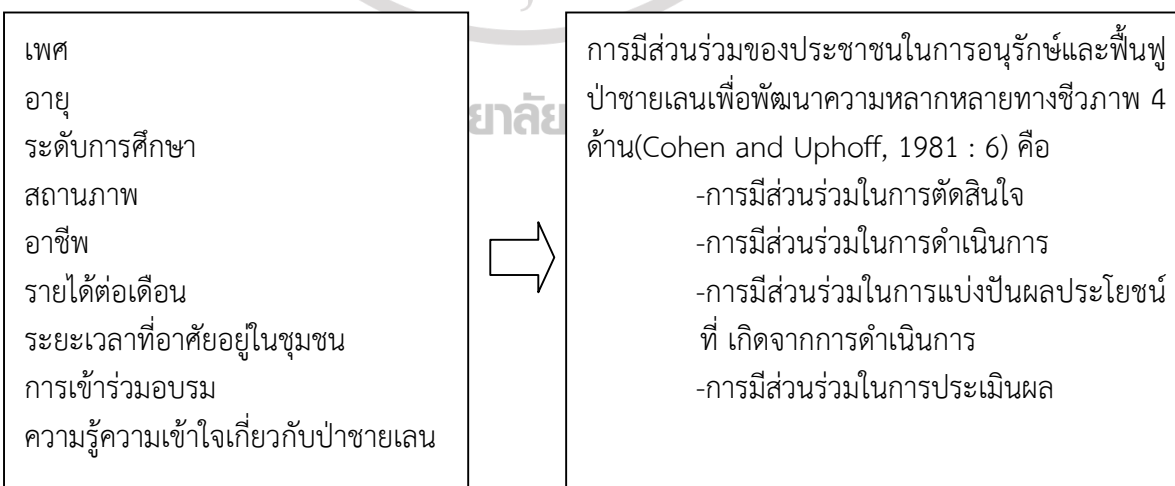 เพศ
อายุ
ระดับการศึกษา
สถานภาพ
อาชีพ
รายได้ต่อเดือน
ระยะเวลาที่อาศัยอยู่ในชุมชน
การเข้าร่วมอบรม
ความรู้ความเข้าใจเกี่ยวกับป่าชายเลน
ยาลัย
การมีส่วนร่วมของประชาชนในการอนุรักษ์และฟื้นฟู
ป่าชายเลนเพื่อพัฒนาความหลากหลายทางชีวภาพ 4
ด้าน(Cohen and Uphoff, 1981 : 6) คือ
-การมีส่วนร่วมในการตัดสินใจ
-การมีส่วนร่วมในการดำเนินการ
-การมีส่วนร่วมในการแบ่งปันผลประโยชน์
ที่ เกิดจากการดำเนินการ
-การมีส่วนร่วมในการประเมินผล